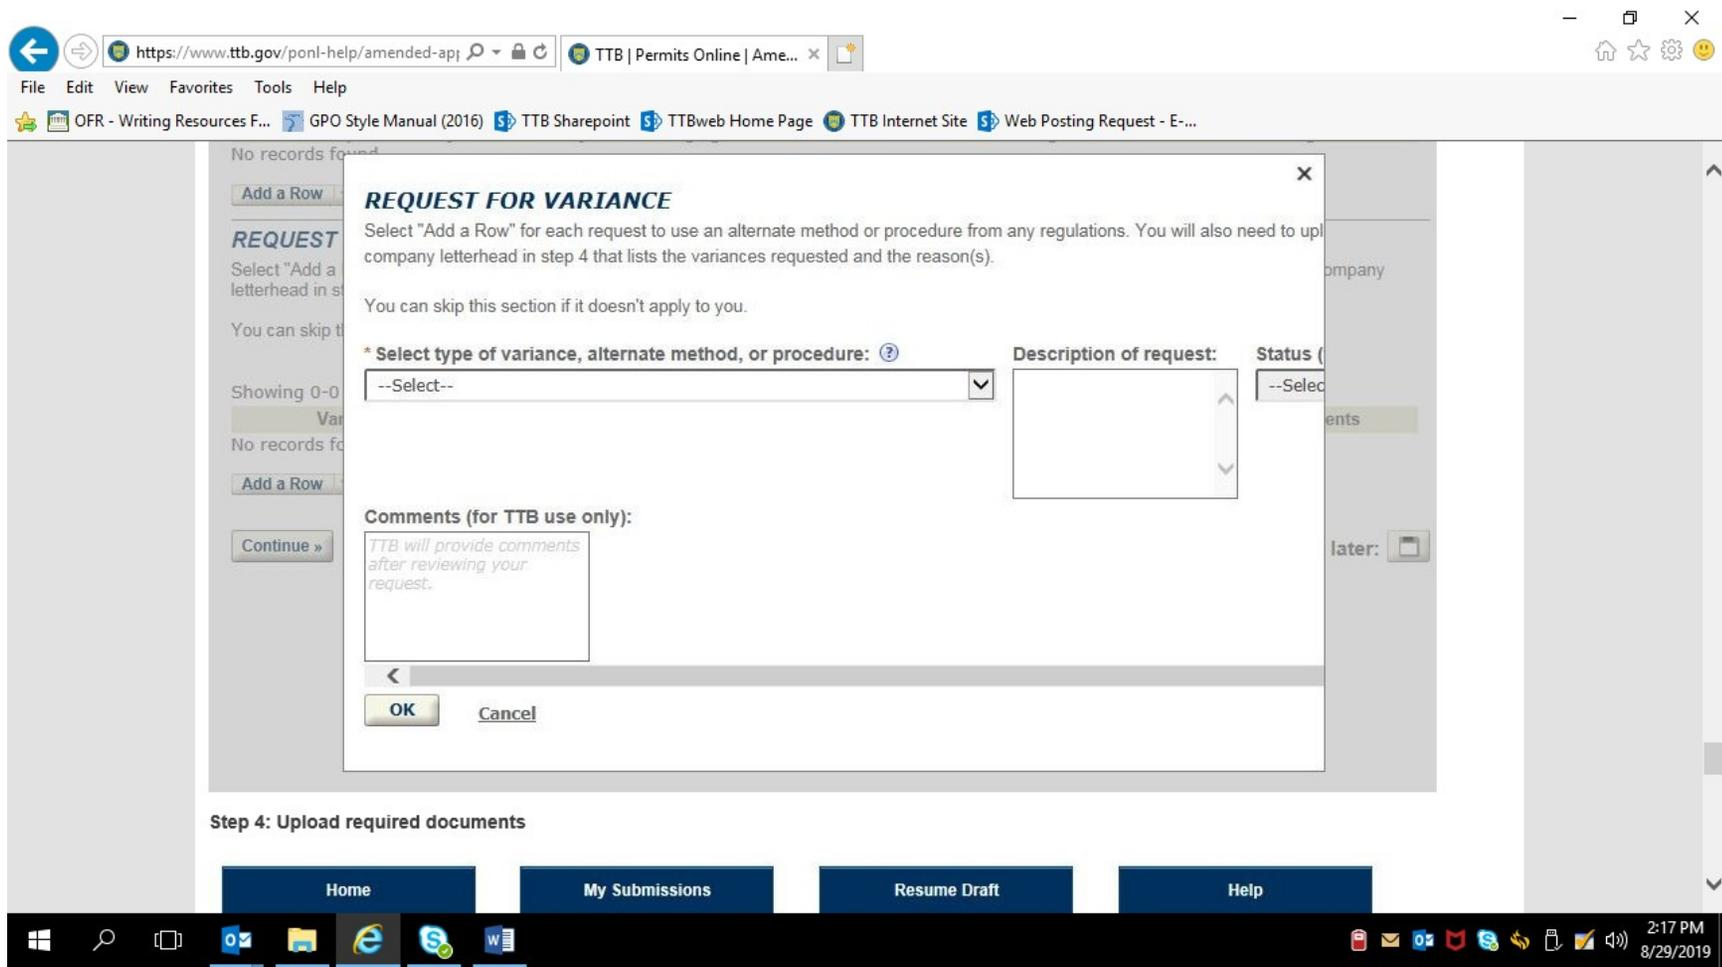 https://www.ttb.gov/ponl-help/amended-apr
TTB | Permits Online | Ame...
File Edit View Favorites Tools Help
OFR - Writing Resources F... GPO Style Manual (2016) TTB Sharepoint TTBweb Home Page TTB Internet Site Web Posting Request - E-...
No records found
Add a Row
REQUEST
Select "Add a
letterhead in
You can skip
Showing 0-0
No records
Add a Row
Continue »
REQUEST FOR VARIANCE
Select "Add a Row" for each request to use an alternate method or procedure from any regulations. You will also need to upl
company letterhead in step 4 that lists the variances requested and the reason(s).
You can skip this section if it doesn't apply to you.
* Select type of variance, alternate method, or procedure: ? Description of request: Status (
--Select-- --Selec
Comments (for TTB use only):
TTB will provide comments
after reviewing your
request.
OK Cancel
ompany
ents
later:
Step 4: Upload required documents
Home My Submissions Resume Draft Help
2:17 PM
8/29/2019